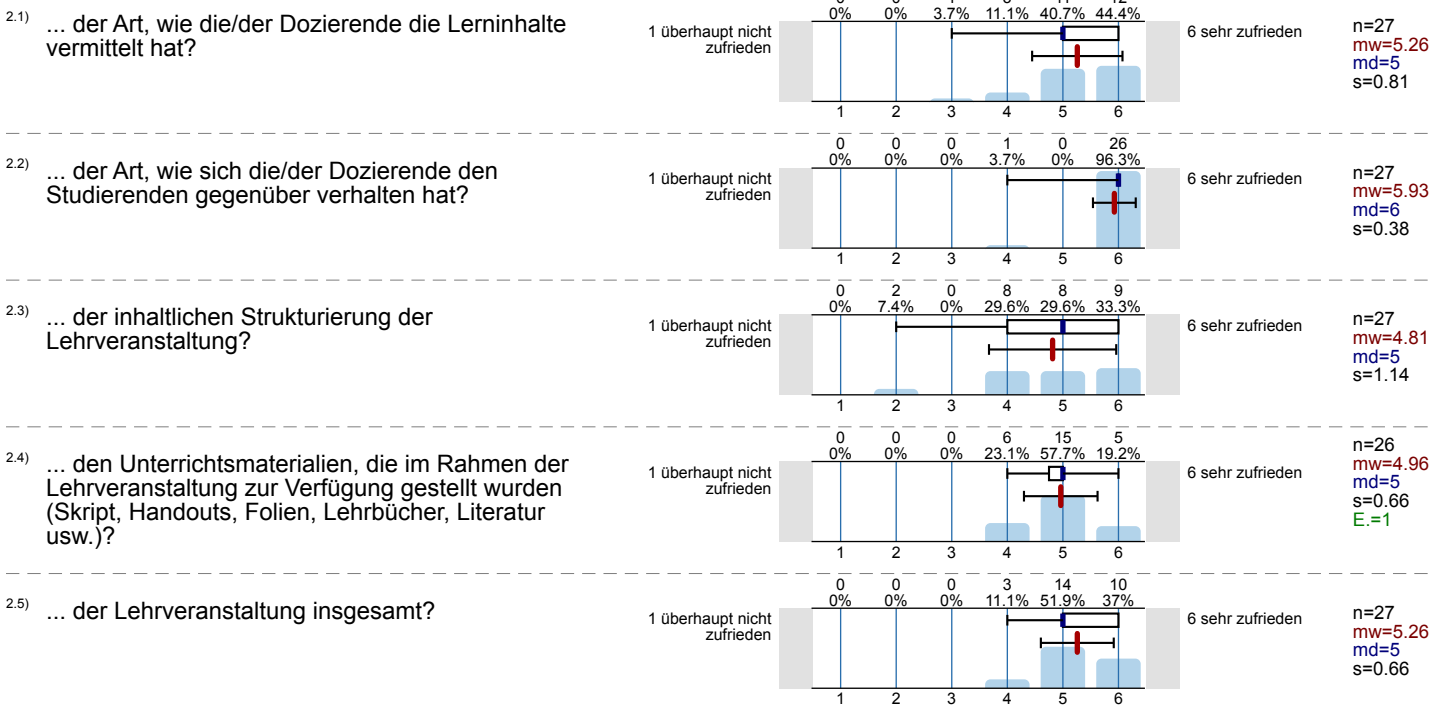 0% 0% 3.7% 11.1% 40.7% 44.4%
2.1) ... der Art, wie die/der Dozierende die Lerninhalte
vermittelt hat?
1 überhaupt nicht
zufrieden
6 sehr zufrieden
n=27
mw=5.26
md=5
s=0.81
1 2 3 4 5 6
0 0 0 1 0 26
0% 0% 0% 3.7% 0% 96.3%
2.2) ... der Art, wie sich die/der Dozierende den
Studierenden gegenüber verhalten hat?
1 überhaupt nicht
zufrieden
6 sehr zufrieden
n=27
mw=5.93
md=6
s=0.38
1 2 3 4 5 6
0 2 0 8 8 9
0% 7.4% 0% 29.6% 29.6% 33.3%
2.3) ... der inhaltlichen Strukturierung der
Lehrveranstaltung?
1 überhaupt nicht
zufrieden
6 sehr zufrieden
n=27
mw=4.81
md=5
s=1.14
1 2 3 4 5 6
0 0 0 6 15 5
0% 0% 0% 23.1% 57.7% 19.2%
2.4) ... den Unterrichtsmaterialien, die im Rahmen der
Lehrveranstaltung zur Verfügung gestellt wurden
(Skript, Handouts, Folien, Lehrbücher, Literatur
usw.)?
1 überhaupt nicht
zufrieden
6 sehr zufrieden
n=26
mw=4.96
md=5
s=0.66
E.=1
1 2 3 4 5 6
0 0 0 3 14 10
0% 0% 0% 11.1% 51.9% 37%
2.5) ... der Lehrveranstaltung insgesamt?
1 überhaupt nicht
zufrieden
6 sehr zufrieden
n=27
mw=5.26
md=5
s=0.66
1 2 3 4 5 6